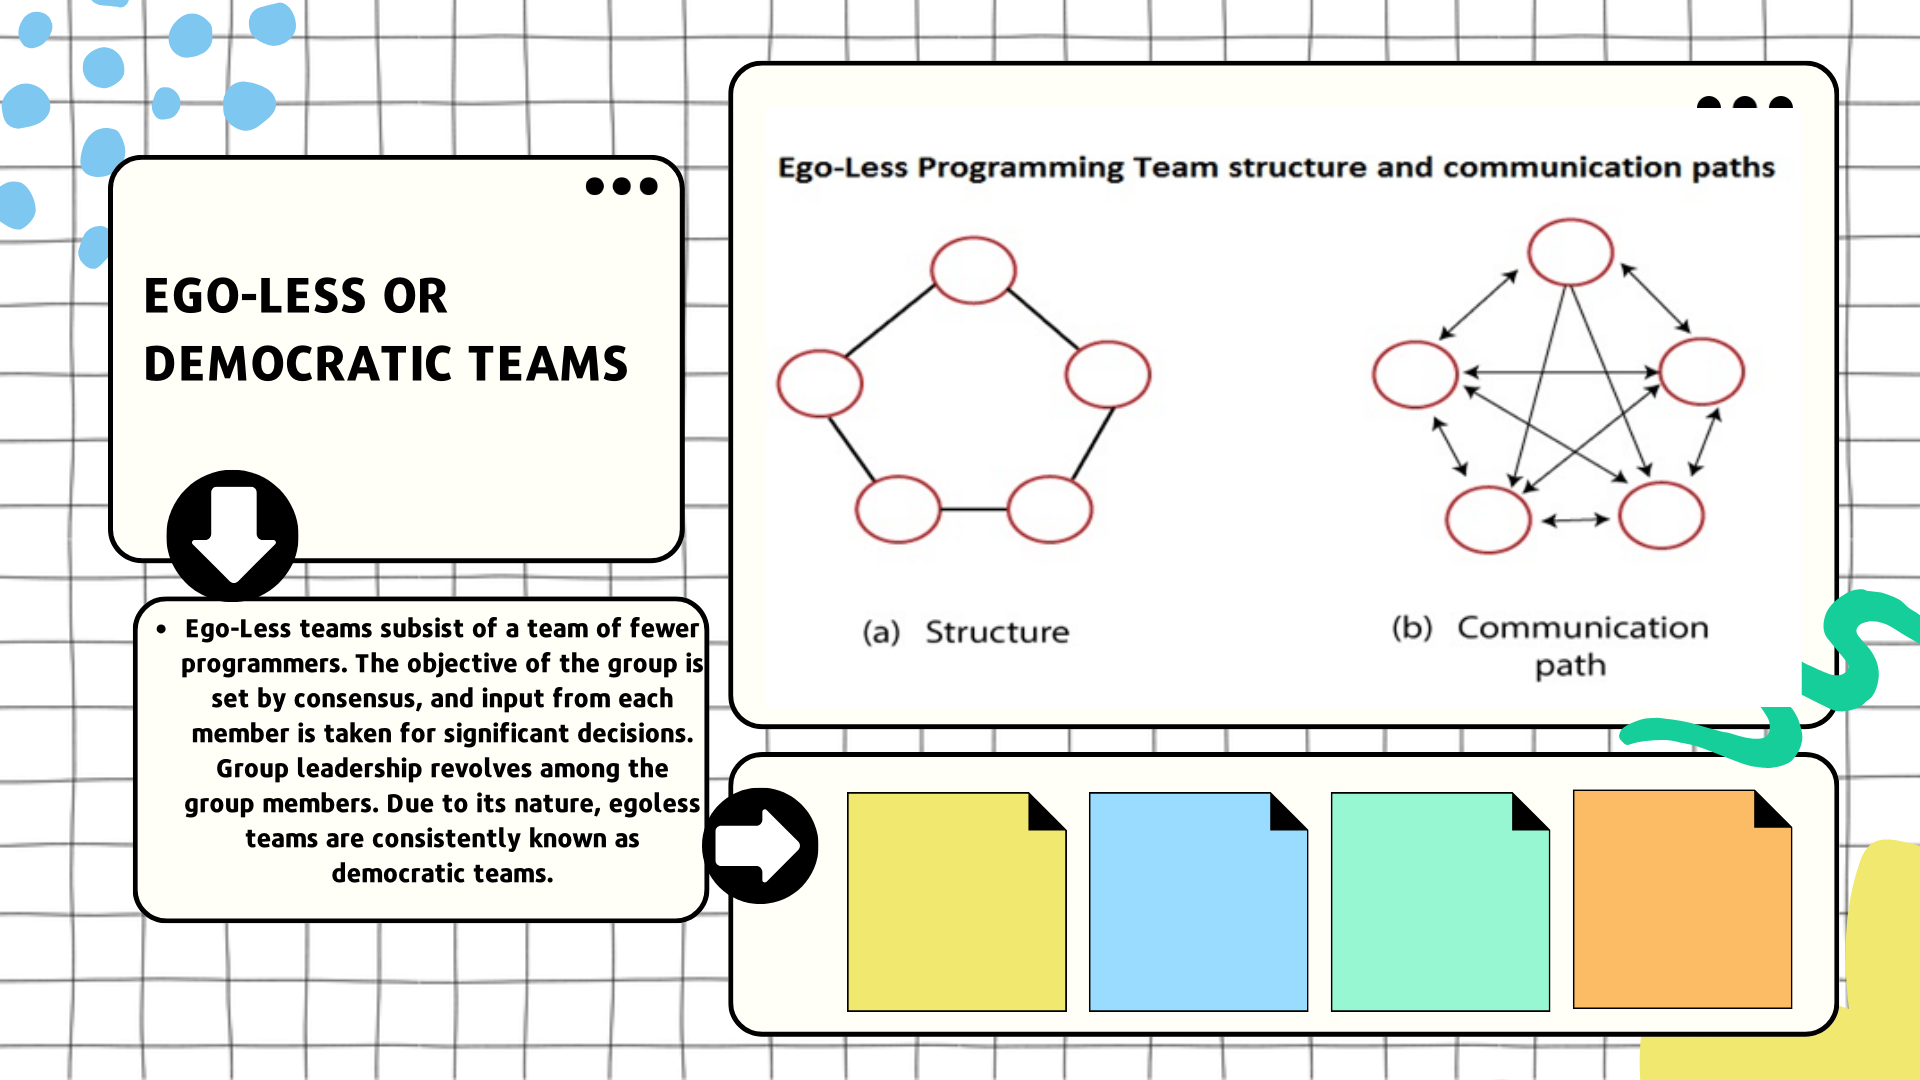 EGO-LESS OR
DEMOCRATIC TEAMS
• Ego-Less teams subsist of a team of fewer
programmers. The objective of the group is
set by consensus, and input from each
member is taken for significant decisions.
Group leadership revolves among the
group members. Due to its nature, egoless
teams are consistently known as
democratic teams.
Ego-Less Programming Team structure and communication paths
(a) Structure
(b) Communication
path